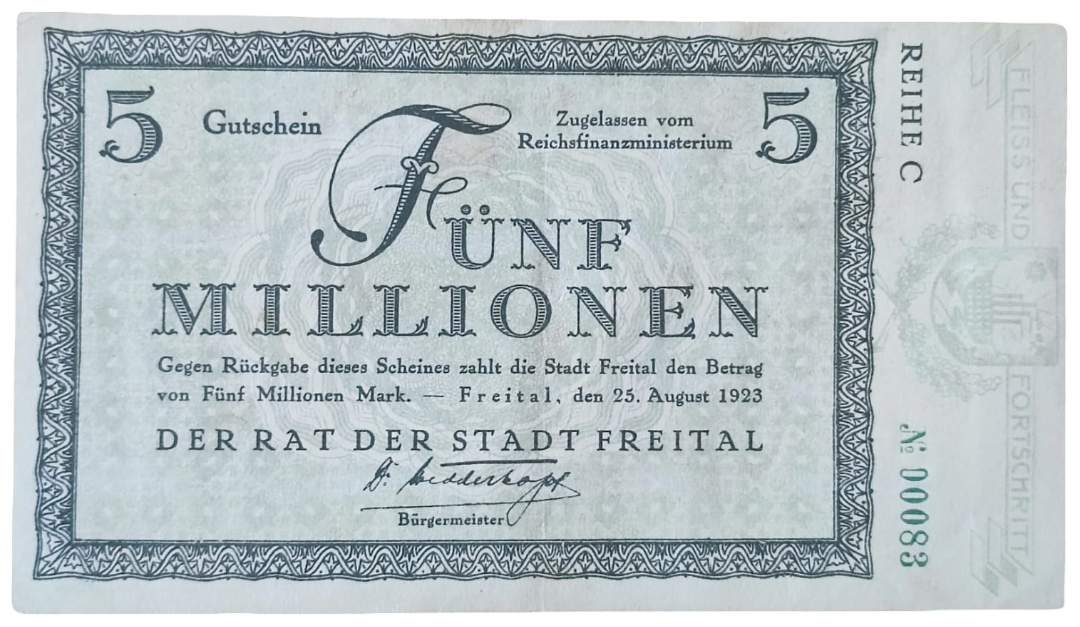 5
Gutschein
Zugelassen vom
Reichsfinanzministerium
5
FÜNF
MILLIONEN
Gegen Rückgabe dieses Scheines zahlt die Stadt Freital den Betrag
von Fünf Millionen Mark. — Freital, den 25. August 1923
DER RAT DER STADT FREITAL
Dr. Wedderkopf
Bürgermeister
REIHE C
№ 00083
FLEISS UND FORTSCHRITT